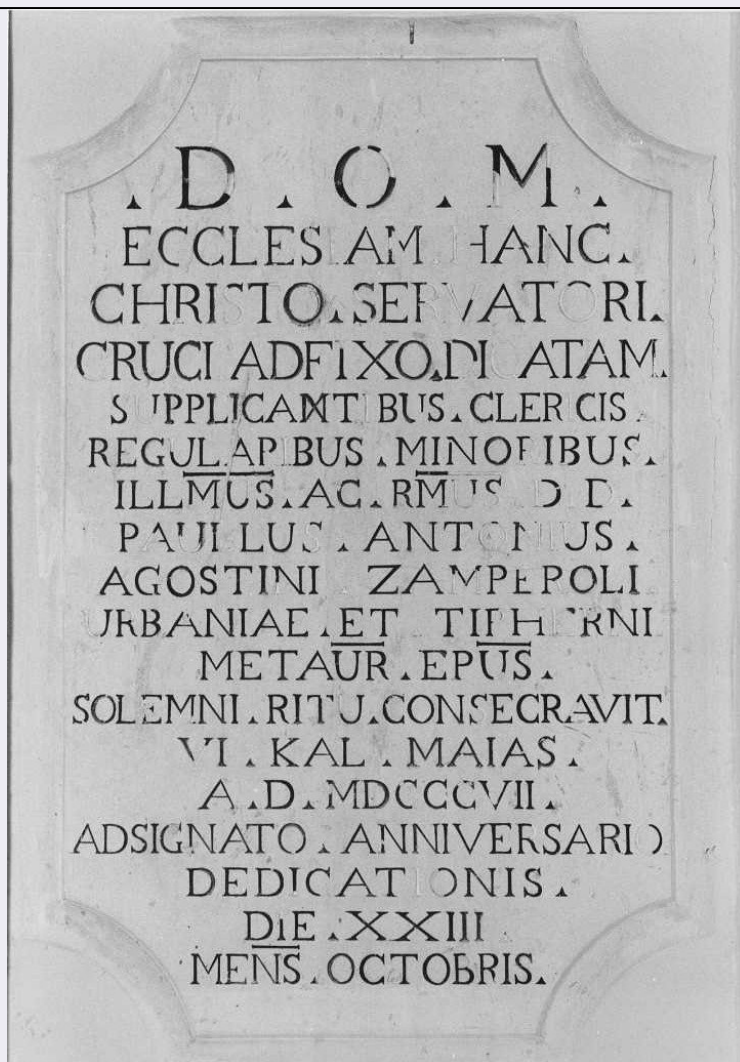 . D . O . M .
ECCLESIAM HANC.
CHRISTO.SERVATORI.
CRUCI ADFIXO.DICATAM.
SUPPLICANTIBUS.CLERICIS.
REGULARIBUS.MINORIBUS.
ILLMUS.AC.RMUS D D.
PAULLUS.ANTONIUS.
AGOSTINI ZAMPEROLI
URBANIAE.ET TIPHERNI
METAUR.EPUS.
SOLEMNI.RITU.CONSECRAVIT.
VI.KAL.MAIAS.
A.D.MDCCCVII.
ADSIGNATO.ANNIVERSARIO
DEDICATIONIS.
DIE.XXIII
MENS.OCTOBRIS.